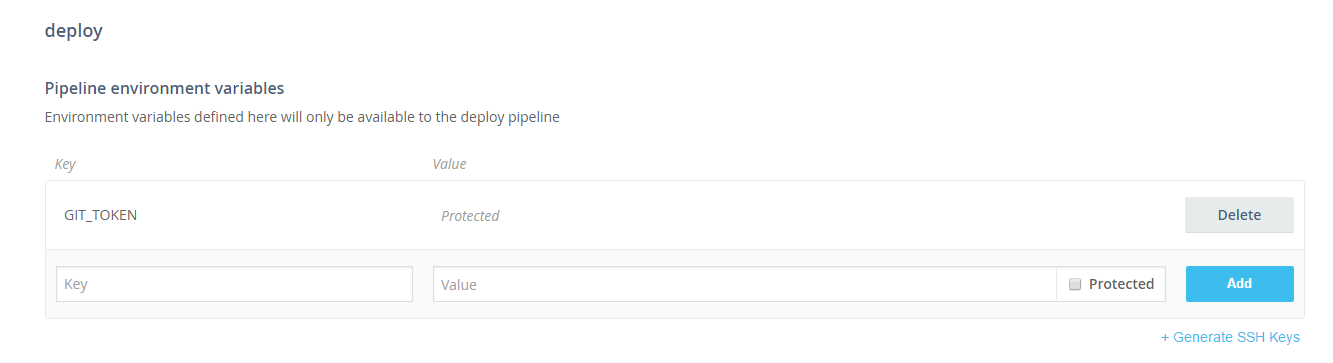 deploy
Pipeline environment variables
Environment variables defined here will only be available to the deploy pipeline
Key Value
GIT_TOKEN Protected Delete
Key Value Protected Add
+ Generate SSH Keys